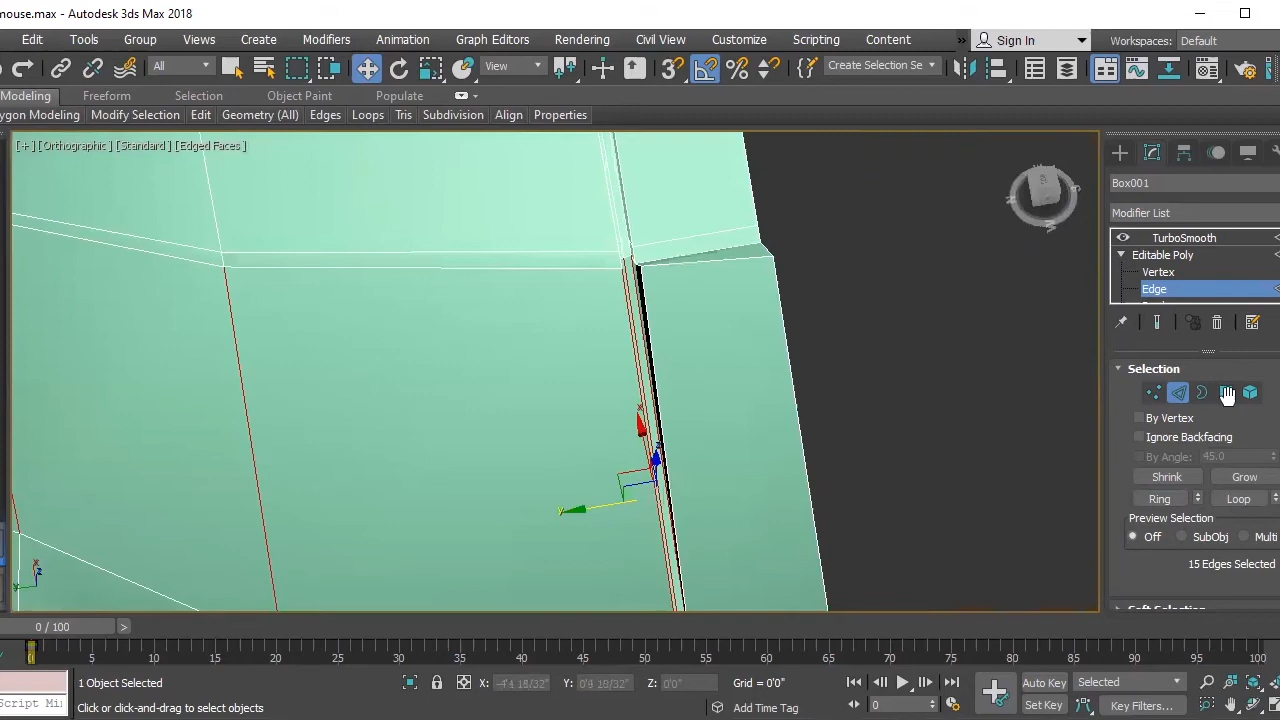 mouse.max - Autodesk 3ds Max 2018
Edit Tools Group Views Create Modifiers Animation Graph Editors Rendering Civil View Customize Scripting Content » Sign In Workspaces: Default
All View Create Selection Se
Modeling Freeform Selection Object Paint Populate
ygon Modeling Modify Selection Edit Geometry (All) Edges Loops Tris Subdivision Align Properties
[+] [Orthographic ] [Standard ] [Edged Faces ]
Box001
Modifier List
TurboSmooth
Editable Poly
Vertex
Edge
Selection
By Vertex
Ignore Backfacing
By Angle: 45.0
Shrink Grow
Ring Loop
Preview Selection
Off SubObj Multi
15 Edges Selected
Soft Selection
x
y
x
z
y
0 / 100 >
5 10 15 20 25 30 35 40 45 50 55 60 65 70 75 80 85 90 95 100
1 Object Selected X: Y: Z: 0'0" Grid = 0'0" Auto Key Selected
Script Mi Click or click-and-drag to select objects Add Time Tag 0 Set Key Key Filters...